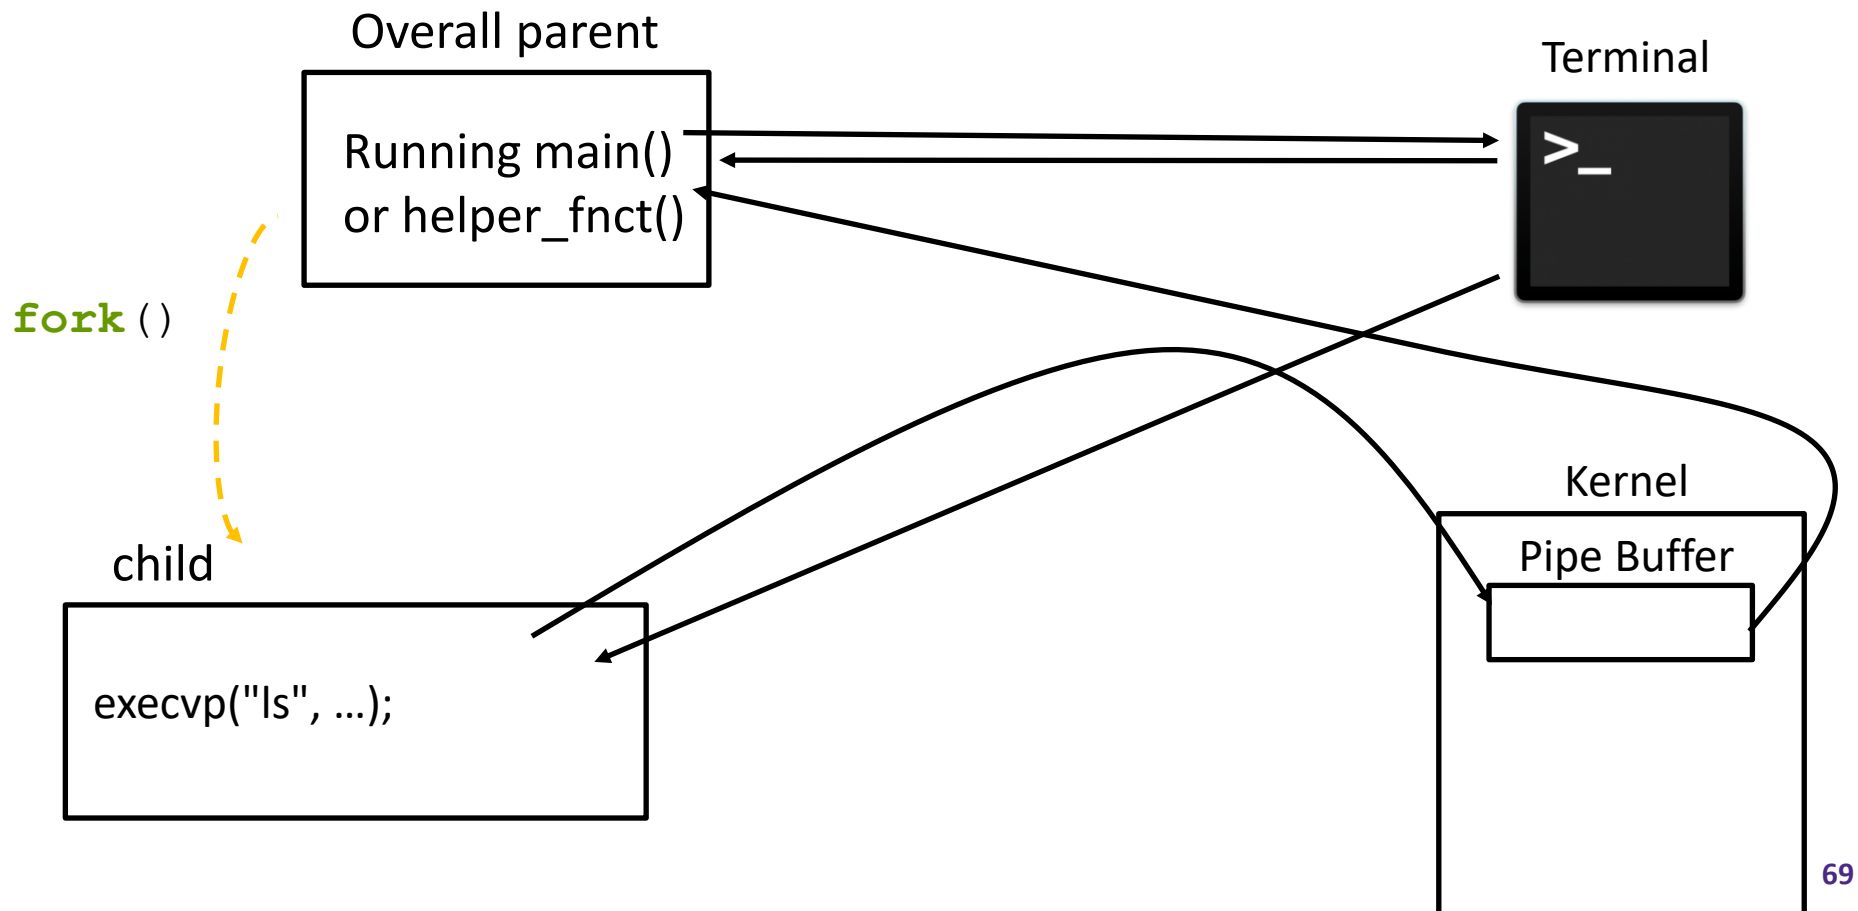 Overall parent
Terminal
Running main()
or helper_fnct()
>_
fork()
Kernel
Pipe Buffer
child
execvp("ls", …);
69